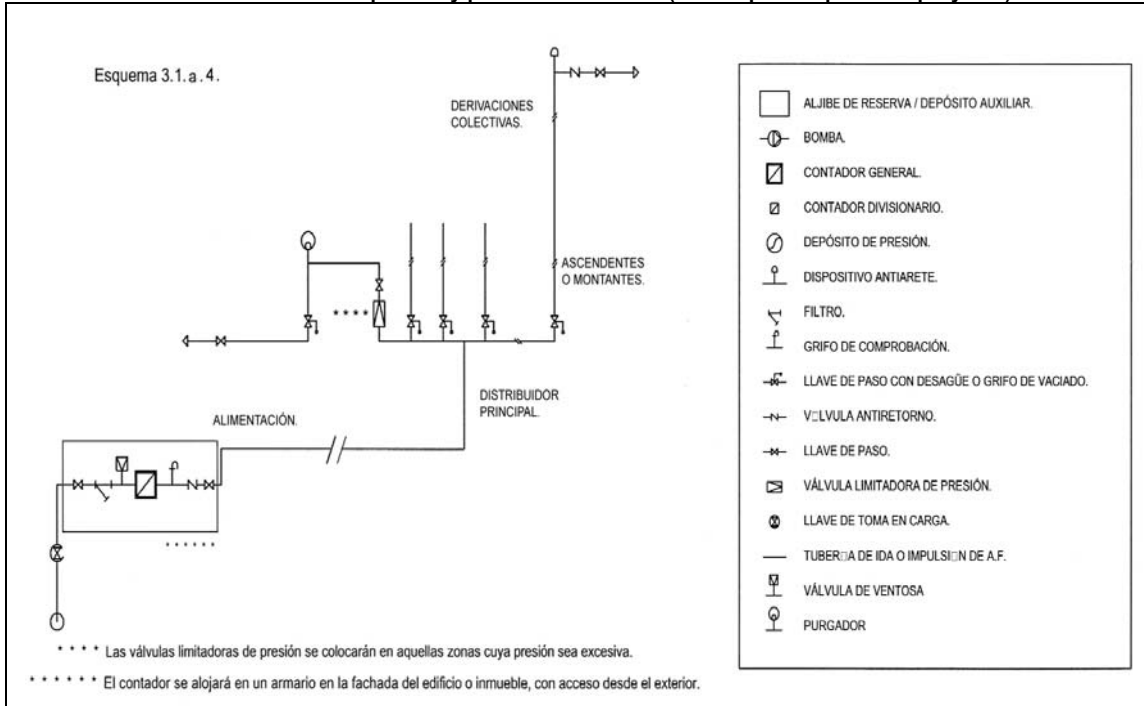 Esquema 3.1.a.4.
DERIVACIONES
COLECTIVAS.
ASCENDENTES
O MONTANTES.
* * * *
DISTRIBUIDOR
PRINCIPAL.
ALIMENTACIÓN.
* * * * * *
* * * * Las válvulas limitadoras de presión se colocarán en aquellas zonas cuya presión sea excesiva.
* * * * * * El contador se alojará en un armario en la fachada del edificio o inmueble, con acceso desde el exterior.
ALJIBE DE RESERVA / DEPÓSITO AUXILIAR.
BOMBA.
CONTADOR GENERAL.
CONTADOR DIVISIONARIO.
DEPÓSITO DE PRESIÓN.
DISPOSITIVO ANTIARETE.
FILTRO.
GRIFO DE COMPROBACIÓN.
LLAVE DE PASO CON DESAGÜE O GRIFO DE VACIADO.
V□LVULA ANTIRETORNO.
LLAVE DE PASO.
VÁLVULA LIMITADORA DE PRESIÓN.
LLAVE DE TOMA EN CARGA.
TUBER□A DE IDA O IMPULSI□N DE A.F.
VÁLVULA DE VENTOSA
PURGADOR